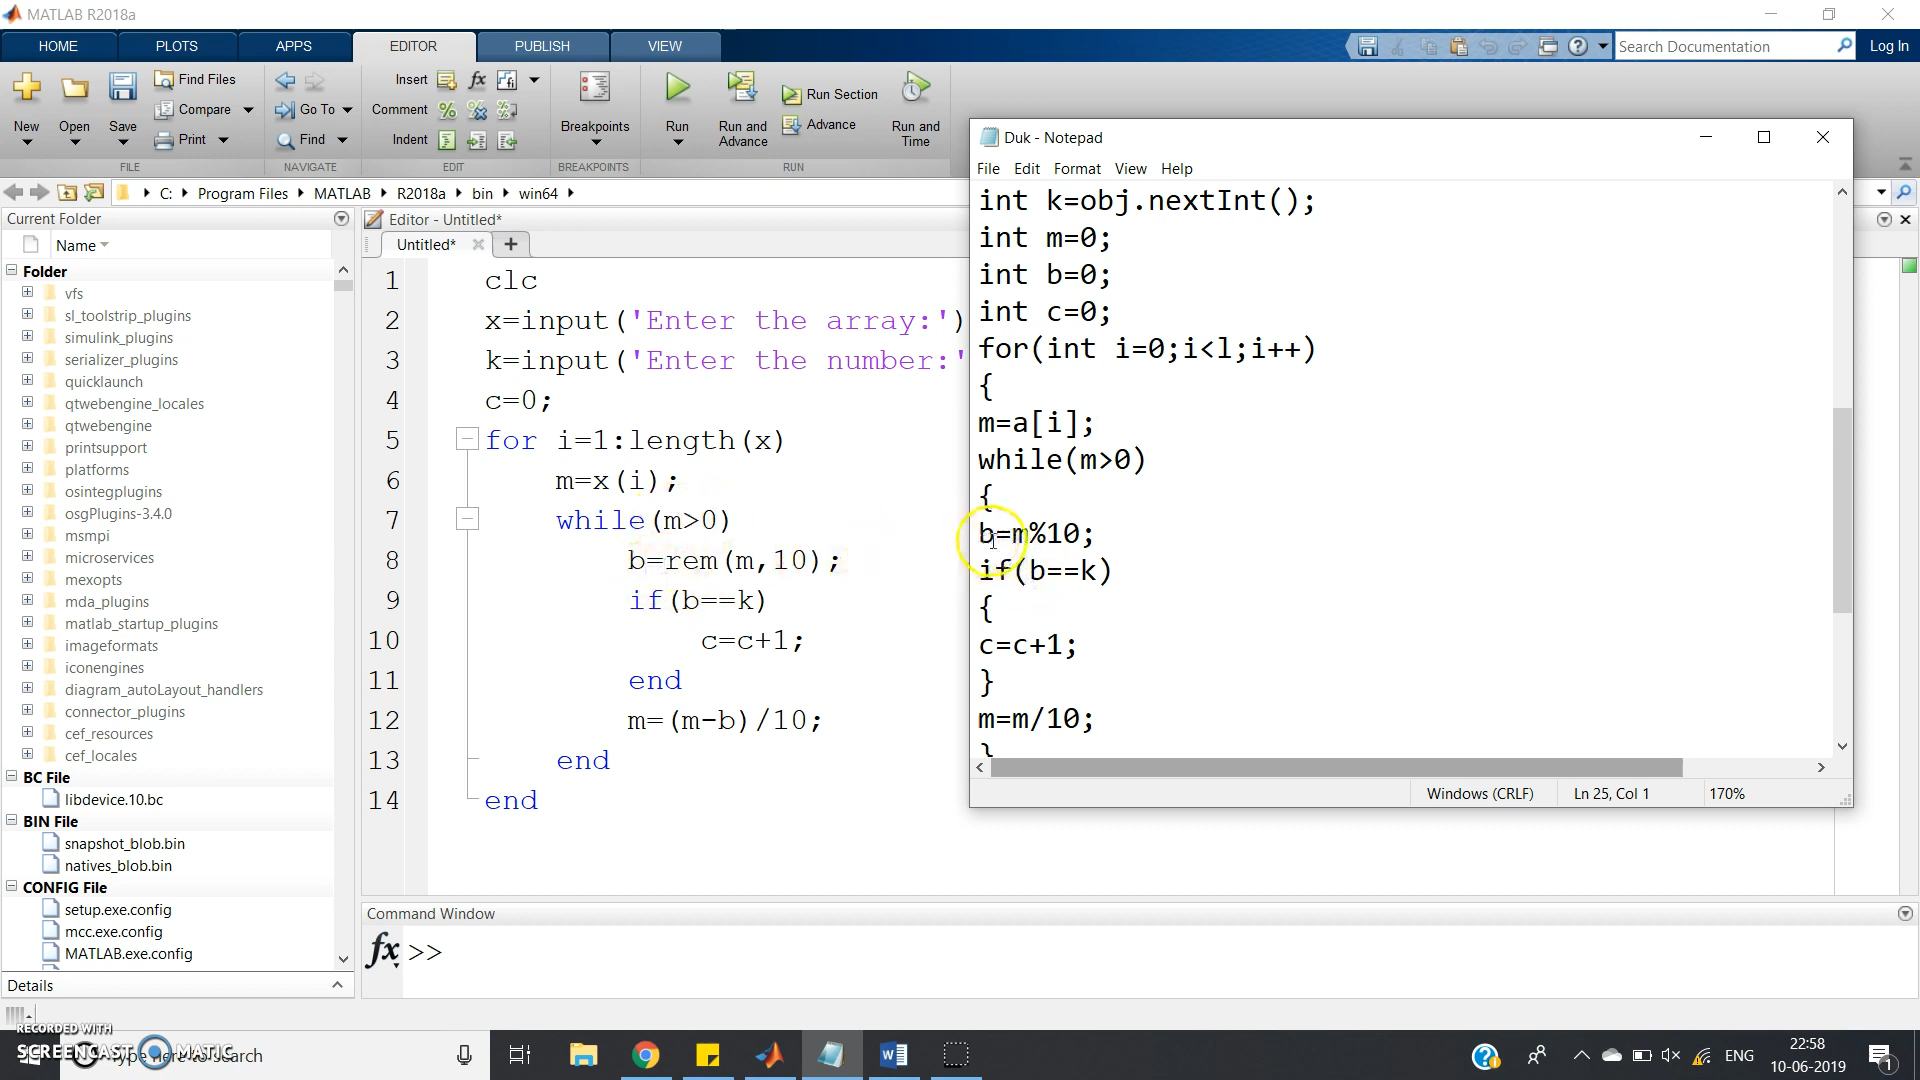 MATLAB R2018a
HOME PLOTS APPS EDITOR PUBLISH VIEW
Search Documentation
Log In
New
Open
Save
Find Files
Compare
Print
Go To
Find
Insert
Comment
Indent
Breakpoints
Run
Run and
Advance
Run Section
Advance
Run and
Time
FILE NAVIGATE EDIT BREAKPOINTS RUN
C: Program Files MATLAB R2018a bin win64
Current Folder
Name
Folder
vfs
sl_toolstrip_plugins
simulink_plugins
serializer_plugins
quicklaunch
qtwebengine_locales
qtwebengine
printsupport
platforms
osintegplugins
osgPlugins-3.4.0
msmpi
microservices
mexopts
mda_plugins
matlab_startup_plugins
imageformats
iconengines
diagram_autoLayout_handlers
connector_plugins
cef_resources
cef_locales
BC File
libdevice.10.bc
BIN File
snapshot_blob.bin
natives_blob.bin
CONFIG File
setup.exe.config
mcc.exe.config
MATLAB.exe.config
Details
Editor - Untitled*
Untitled*
1 clc
2 x=input('Enter the array:')
3 k=input('Enter the number:'
4 c=0;
5 for i=1:length(x)
6 m=x(i);
7 while(m>0)
8 b=rem(m,10);
9 if(b==k)
10 c=c+1;
11 end
12 m=(m-b)/10;
13 end
14 end
Command Window
fx >>
Duk - Notepad
File Edit Format View Help
int k=obj.nextInt();
int m=0;
int b=0;
int c=0;
for(int i=0;i<l;i++)
{
m=a[i];
while(m>0)
{
b=m%10;
if(b==k)
{
c=c+1;
}
m=m/10;
}
Windows (CRLF) Ln 25, Col 1 170%
RECORDED WITH
SCREENCAST MATIC
Type here to search
ENG
22:58
10-06-2019
1